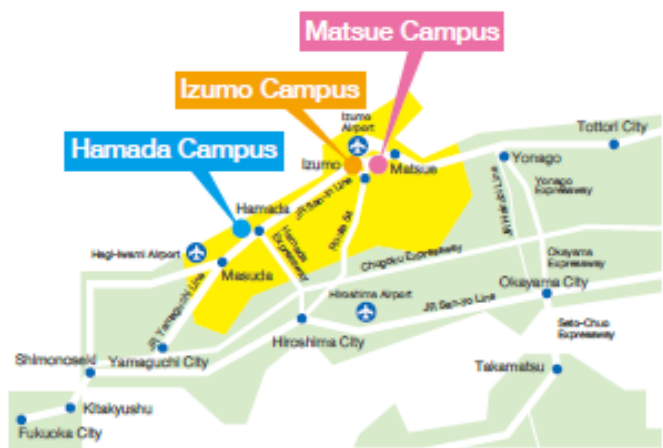 Matsue Campus
Izumo Campus
Hamada Campus
Izumo
Airport
Tottori City
Izumo
Matsue
Yonago
Yonago
Expressway
JR San-in Line
Hamada
Hamada
Expressway
Route 54
Hagi-Iwami Airport
Masuda
Chugoku Expressway
Okayama
Expressway
Okayama City
Hiroshima Airport
JR San-yo Line
JR Yamaguchi Line
Hiroshima City
Seto-Chuo
Expressway
Shimonoseki
Yamaguchi City
Takamatsu
Kitakyushu
Fukuoka City